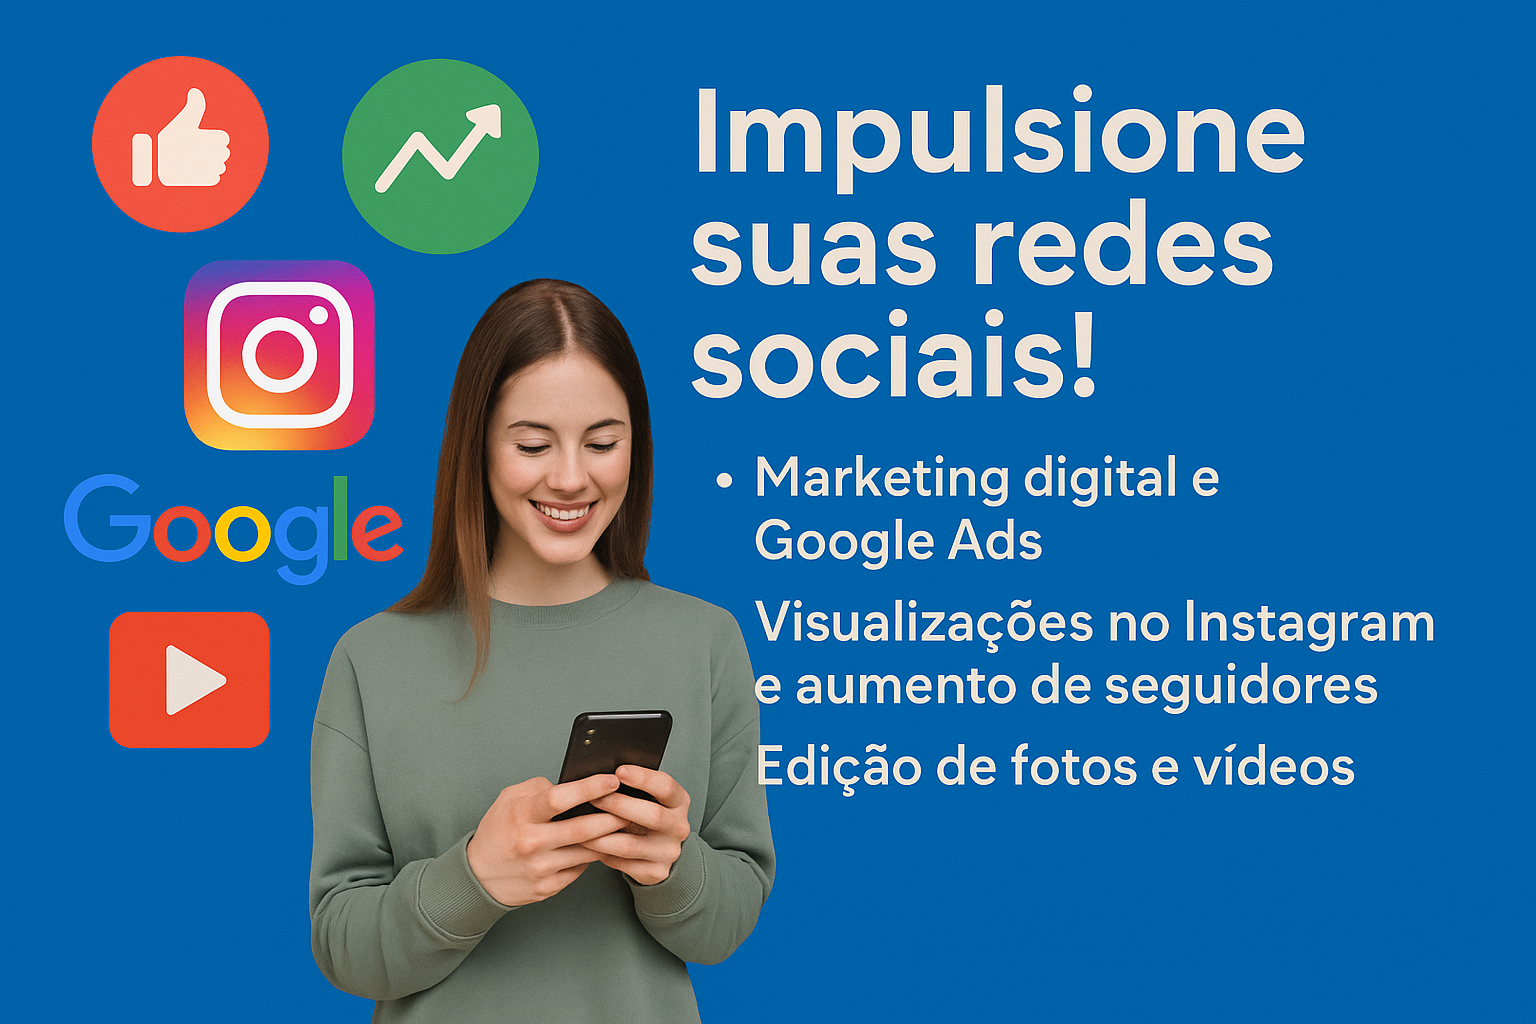 Impulsione
suas redes
sociais!
Google
• Marketing digital e
Google Ads
Visualizações no Instagram
e aumento de seguidores
Edição de fotos e vídeos